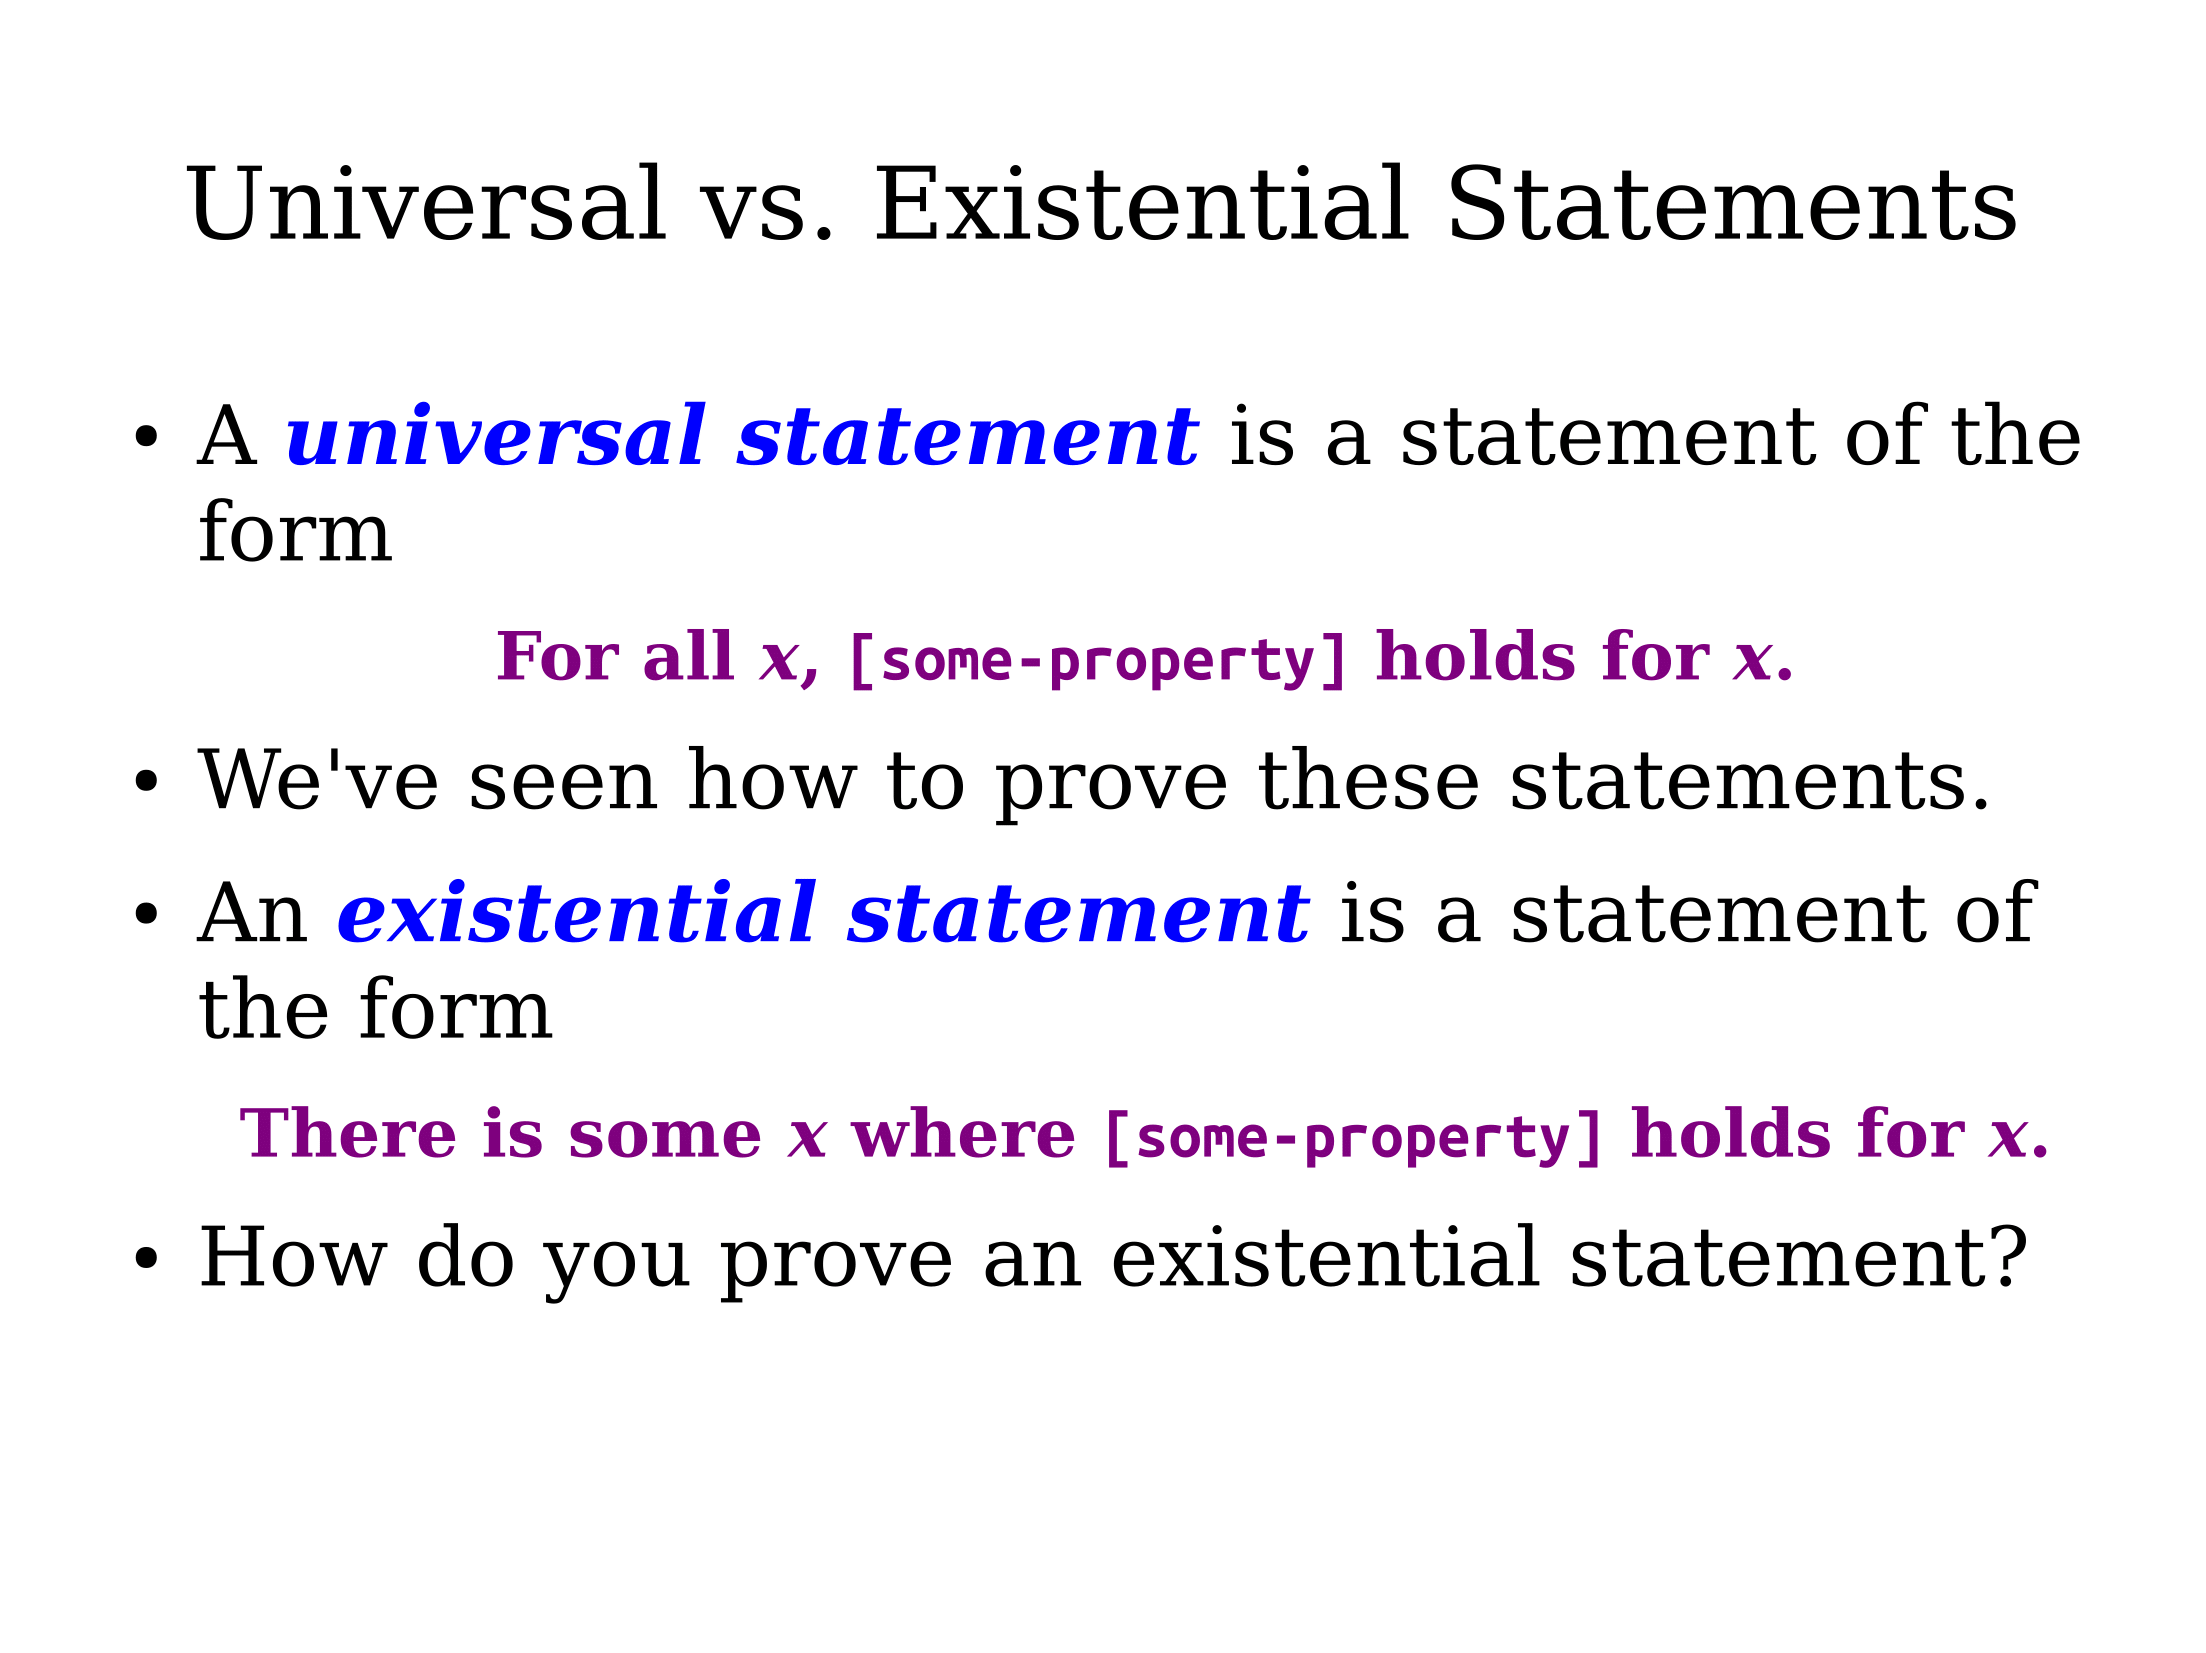 Universal vs. Existential Statements
• A universal statement is a statement of the
form
For all x, [some-property] holds for x.
• We've seen how to prove these statements.
• An existential statement is a statement of
the form
There is some x where [some-property] holds for x.
• How do you prove an existential statement?